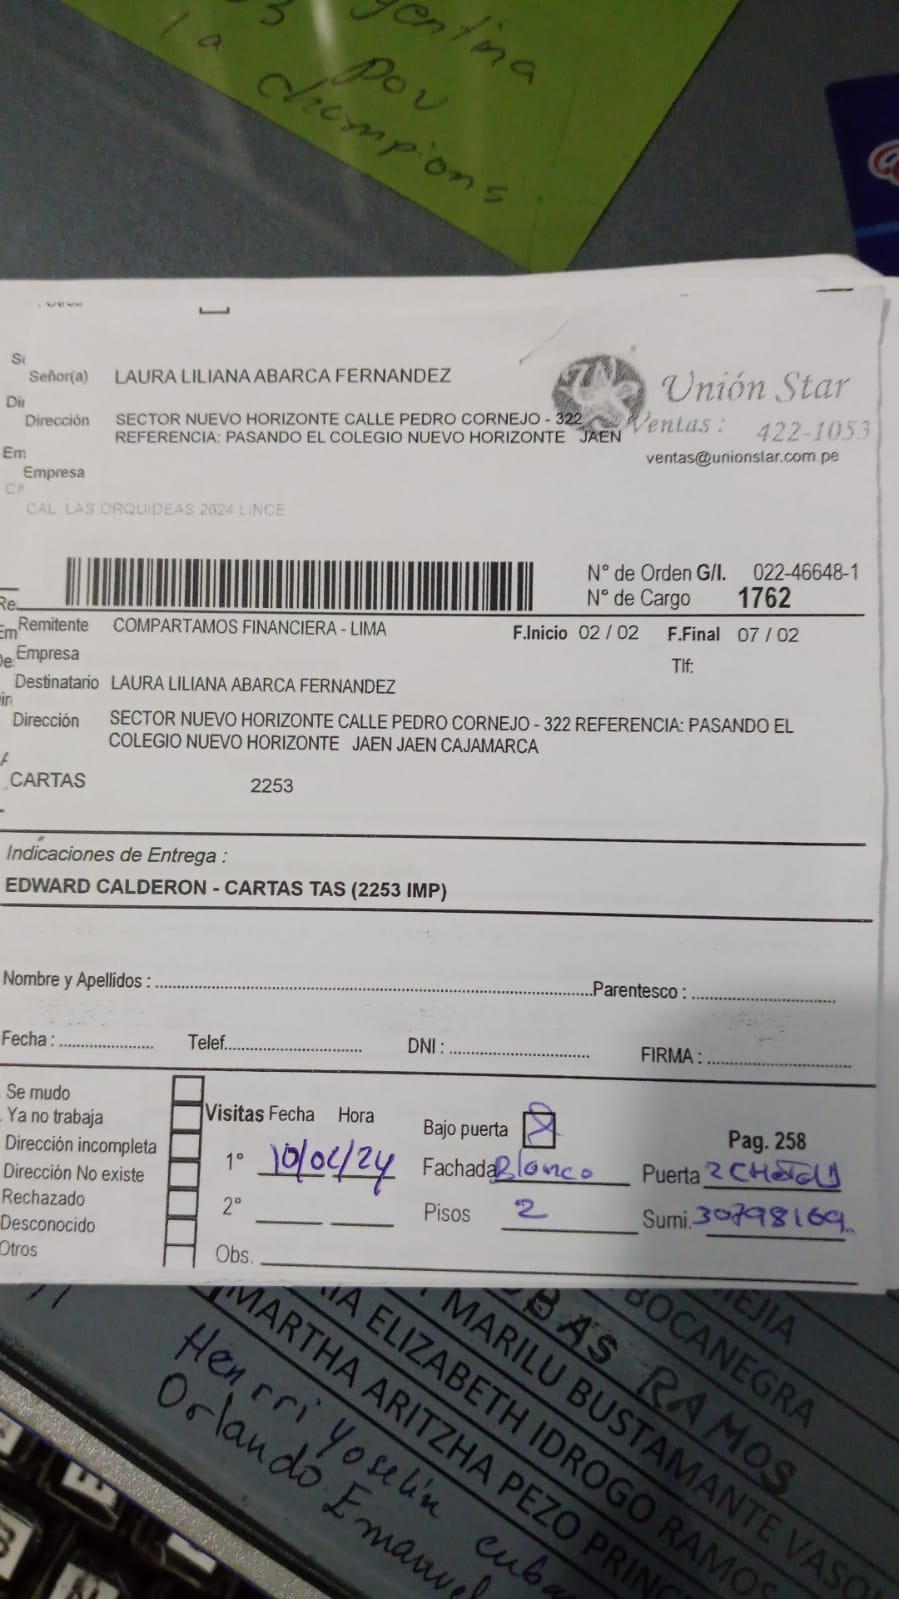 por
la champions
Señor(a) LAURA LILIANA ABARCA FERNANDEZ
Unión Star
Dirección SECTOR NUEVO HORIZONTE CALLE PEDRO CORNEJO - 322
REFERENCIA: PASANDO EL COLEGIO NUEVO HORIZONTE JAEN
Ventas : 422-1053
ventas@unionstar.com.pe
Empresa
CAL. LAS ORQUIDEAS 2624 LINCE
N° de Orden G/I. 022-46648-1
N° de Cargo 1762
Remitente COMPARTAMOS FINANCIERA - LIMA F.Inicio 02 / 02 F.Final 07 / 02
Empresa Tlf:
Destinatario LAURA LILIANA ABARCA FERNANDEZ
Dirección SECTOR NUEVO HORIZONTE CALLE PEDRO CORNEJO - 322 REFERENCIA: PASANDO EL
COLEGIO NUEVO HORIZONTE JAEN JAEN CAJAMARCA
CARTAS 2253
Indicaciones de Entrega :
EDWARD CALDERON - CARTAS TAS (2253 IMP)
Nombre y Apellidos : Parentesco :
Fecha : Telef. DNI : FIRMA :
Se mudo
Ya no trabaja
Dirección incompleta
Dirección No existe
Rechazado
Desconocido
Otros
Visitas Fecha Hora
1° 10/02/24
2°
Obs.
Bajo puerta
Fachada Blanco
Pisos 2
Pag. 258
Puerta 2
Sumi. 30798169
MEJIA
BOCANEGRA
BAS RAMOS
MARILU BUSTAMANTE
ELIZABETH IDROGO RAMOS
MARTHA ARITZHA PEZO
Henrri Yoselin
Orlando Emanuel